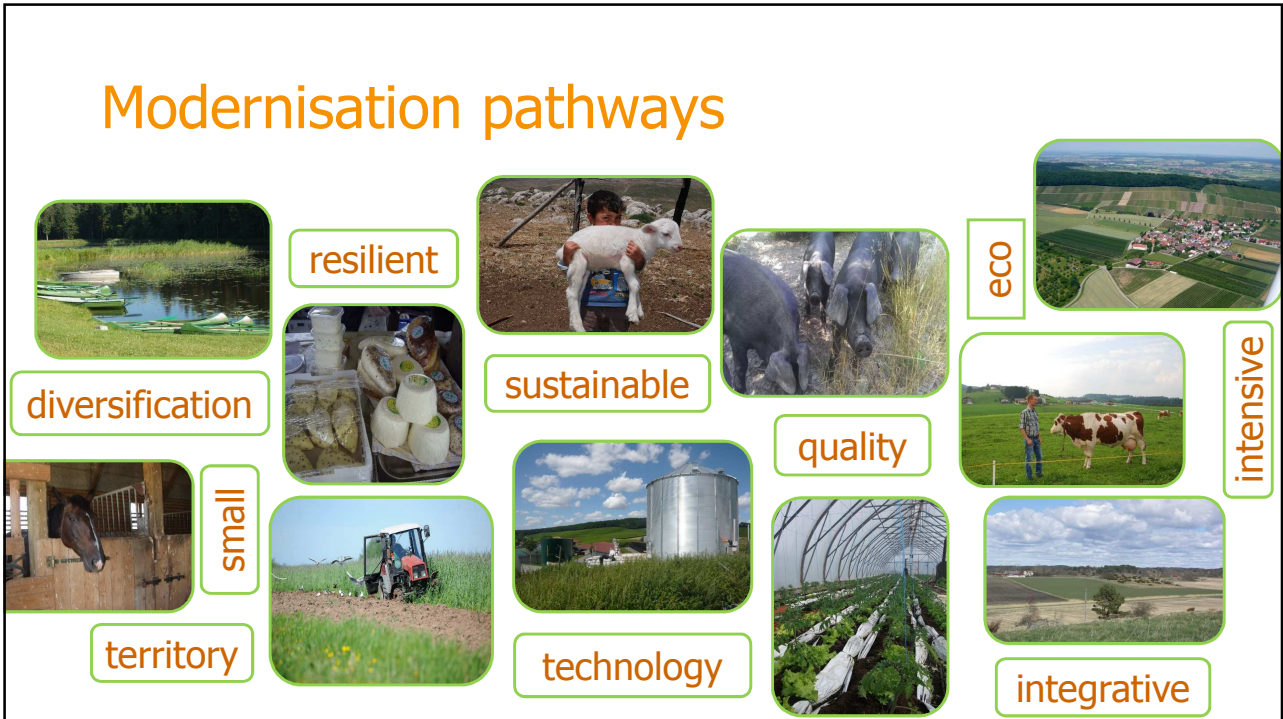 Modernisation pathways
resilient
eco
sustainable
diversification
intensive
quality
small
territory
technology
integrative